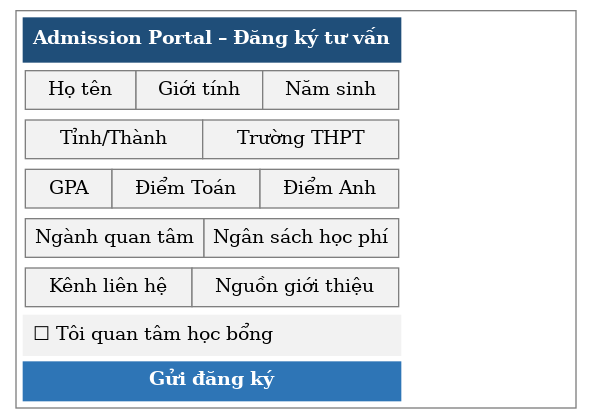 Admission Portal – Đăng ký tư vấn
Họ tên Giới tính Năm sinh
Tỉnh/Thành Trường THPT
GPA Điểm Toán Điểm Anh
Ngành quan tâm Ngân sách học phí
Kênh liên hệ Nguồn giới thiệu
☐ Tôi quan tâm học bổng
Gửi đăng ký